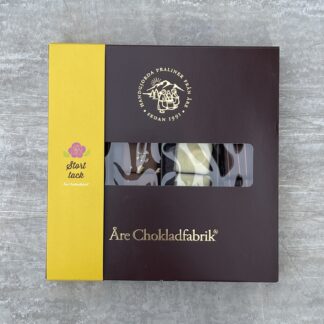 HANDGJORDA PRALINER FRÅN ÅRE
SEDAN 1991
Stort
tack
Åre Chokladfabrik